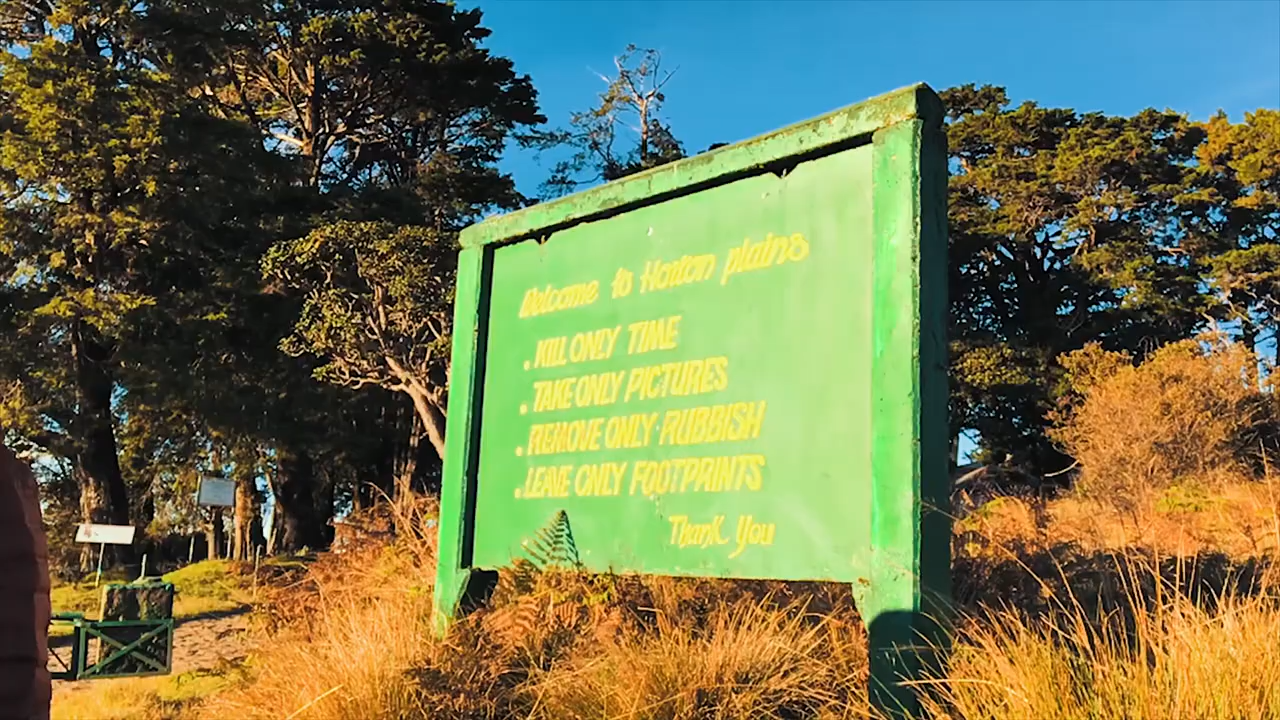 Welcome to Horton plains
. KILL ONLY TIME
. TAKE ONLY PICTURES
. REMOVE ONLY RUBBISH
. LEAVE ONLY FOOTPRINTS
Thank You